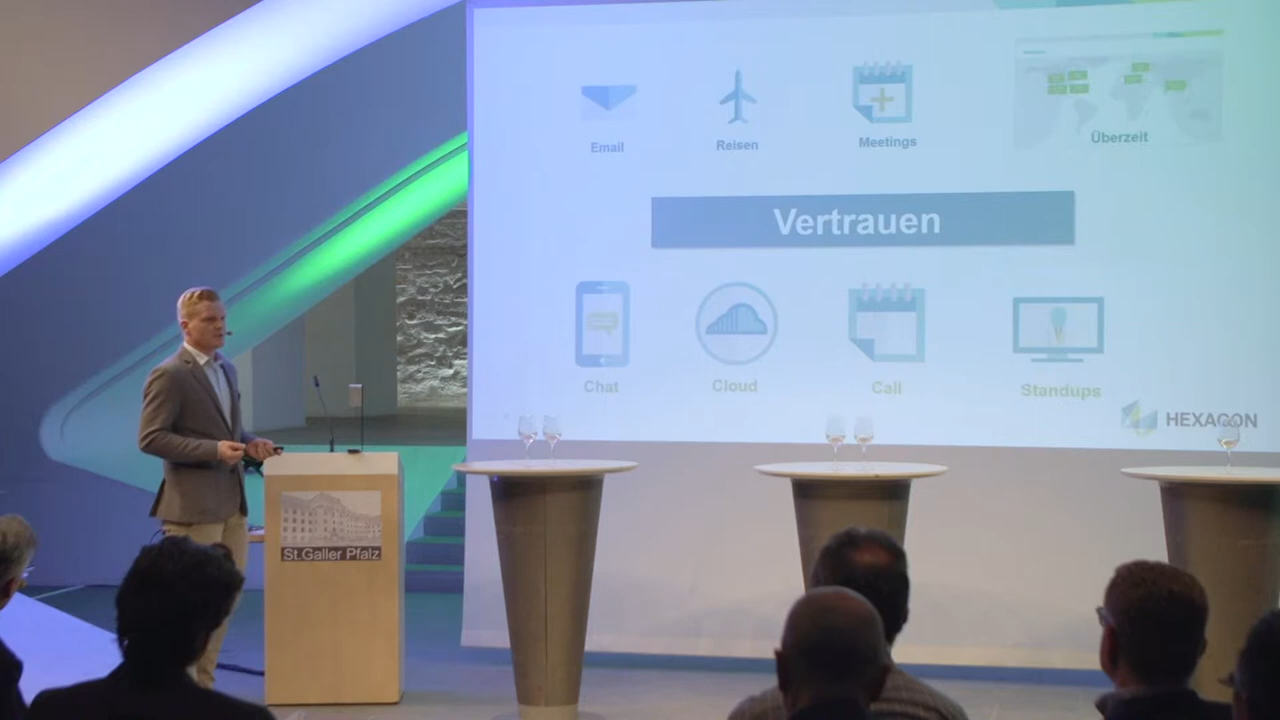 Email
Reisen
Meetings
Überzeit
Vertrauen
Chat
Cloud
Call
Standups
HEXAGON
St.Galler Pfalz